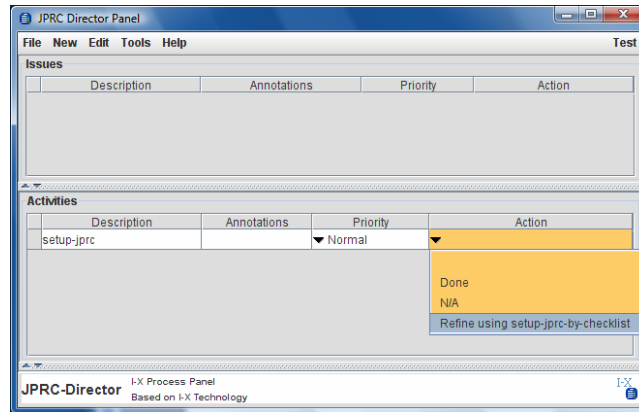 JPRC Director Panel
File New Edit Tools Help Test
Issues
Description Annotations Priority Action
Activities
Description Annotations Priority Action
setup-jprc Normal
Done
N/A
Refine using setup-jprc-by-checklist
JPRC-Director I-X Process Panel
Based on I-X Technology
I-X